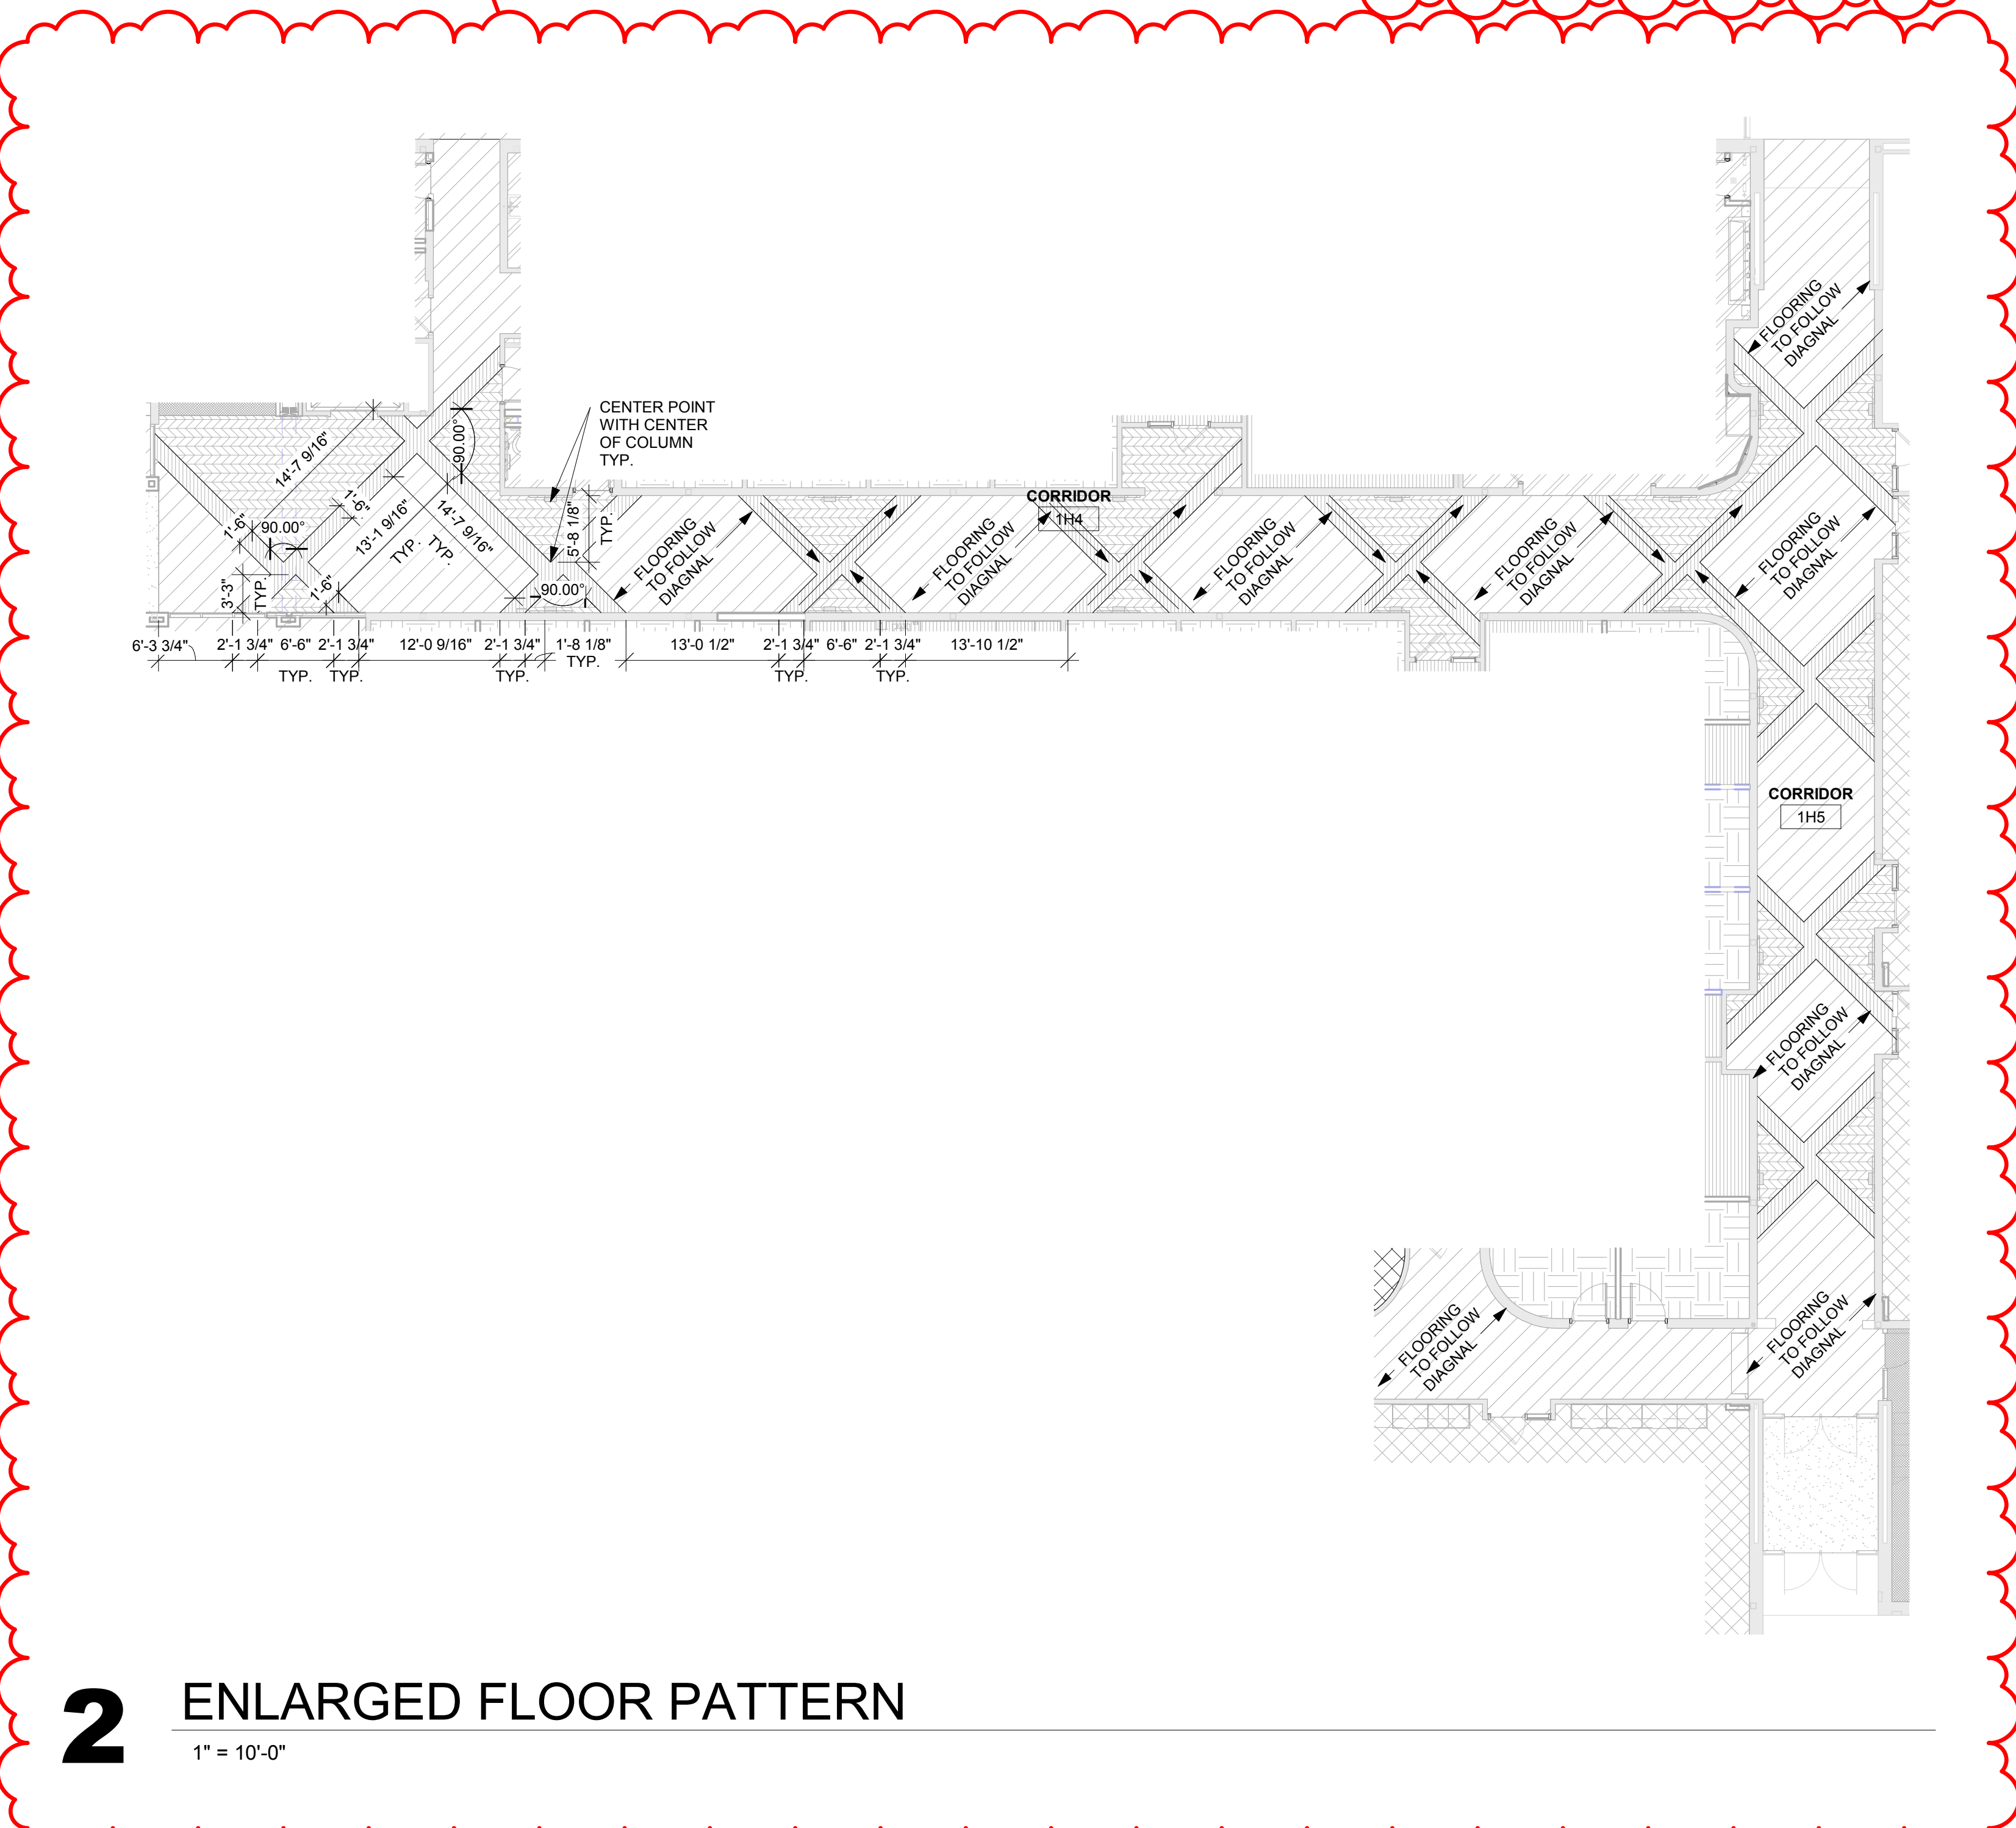 FLOORING
TO FOLLOW
DIAGNAL
CENTER POINT
WITH CENTER
OF COLUMN
TYP.
90.00°
14'-7 9/16"
1'-6"
1'-6"
90.00°
13'-1 9/16"
TYP.
14'-7 9/16"
TYP.
5'-8 1/8"
TYP.
3'-3"
TYP.
1'-6"
90.00°
FLOORING
TO FOLLOW
DIAGNAL
FLOORING
TO FOLLOW
DIAGNAL
CORRIDOR
1H4
FLOORING
TO FOLLOW
DIAGNAL
FLOORING
TO FOLLOW
DIAGNAL
FLOORING
TO FOLLOW
DIAGNAL
6'-3 3/4" 2'-1 3/4" 6'-6" 2'-1 3/4" 12'-0 9/16" 2'-1 3/4" 1'-8 1/8" 13'-0 1/2" 2'-1 3/4" 6'-6" 2'-1 3/4" 13'-10 1/2"
TYP. TYP. TYP. TYP. TYP. TYP.
CORRIDOR
1H5
FLOORING
TO FOLLOW
DIAGNAL
FLOORING
TO FOLLOW
DIAGNAL
FLOORING
TO FOLLOW
DIAGNAL
2 ENLARGED FLOOR PATTERN
1" = 10'-0"